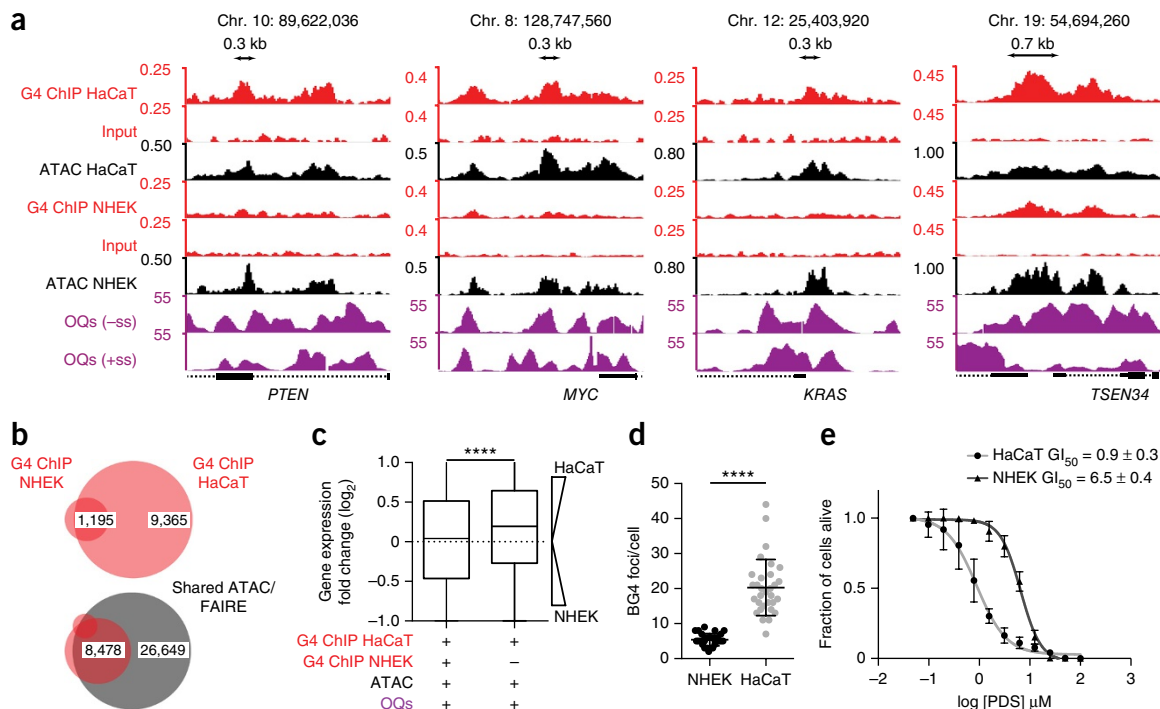 a
Chr. 10: 89,622,036 Chr. 8: 128,747,560 Chr. 12: 25,403,920 Chr. 19: 54,694,260
0.3 kb 0.3 kb 0.3 kb 0.7 kb
G4 ChIP HaCaT 0.25 0.4 0.25 0.45
Input 0.25 0.4 0.25 0.45
ATAC HaCaT 0.50 0.5 0.80 1.00
G4 ChIP NHEK 0.25 0.4 0.25 0.45
Input 0.25 0.4 0.25 0.45
ATAC NHEK 0.50 0.5 0.80 1.00
OQs (–ss) 55 55 55 55
OQs (+ss) 55 55 55 55
PTEN MYC KRAS TSEN34
b
G4 ChIP NHEK
G4 ChIP HaCaT
1,195 9,365
Shared ATAC/
FAIRE
8,478 26,649
c
****
Gene expression
fold change (log2)
1.0
0.5
0
–0.5
–1.0
HaCaT
NHEK
G4 ChIP HaCaT + +
G4 ChIP NHEK + –
ATAC + +
OQs + +
d
****
BG4 foci/cell
50
40
30
20
10
0
NHEK HaCaT
e
HaCaT GI50 = 0.9 ± 0.3
NHEK GI50 = 6.5 ± 0.4
Fraction of cells alive
1.0
0.5
0
–2 –1 0 1 2 3
log [PDS] μM